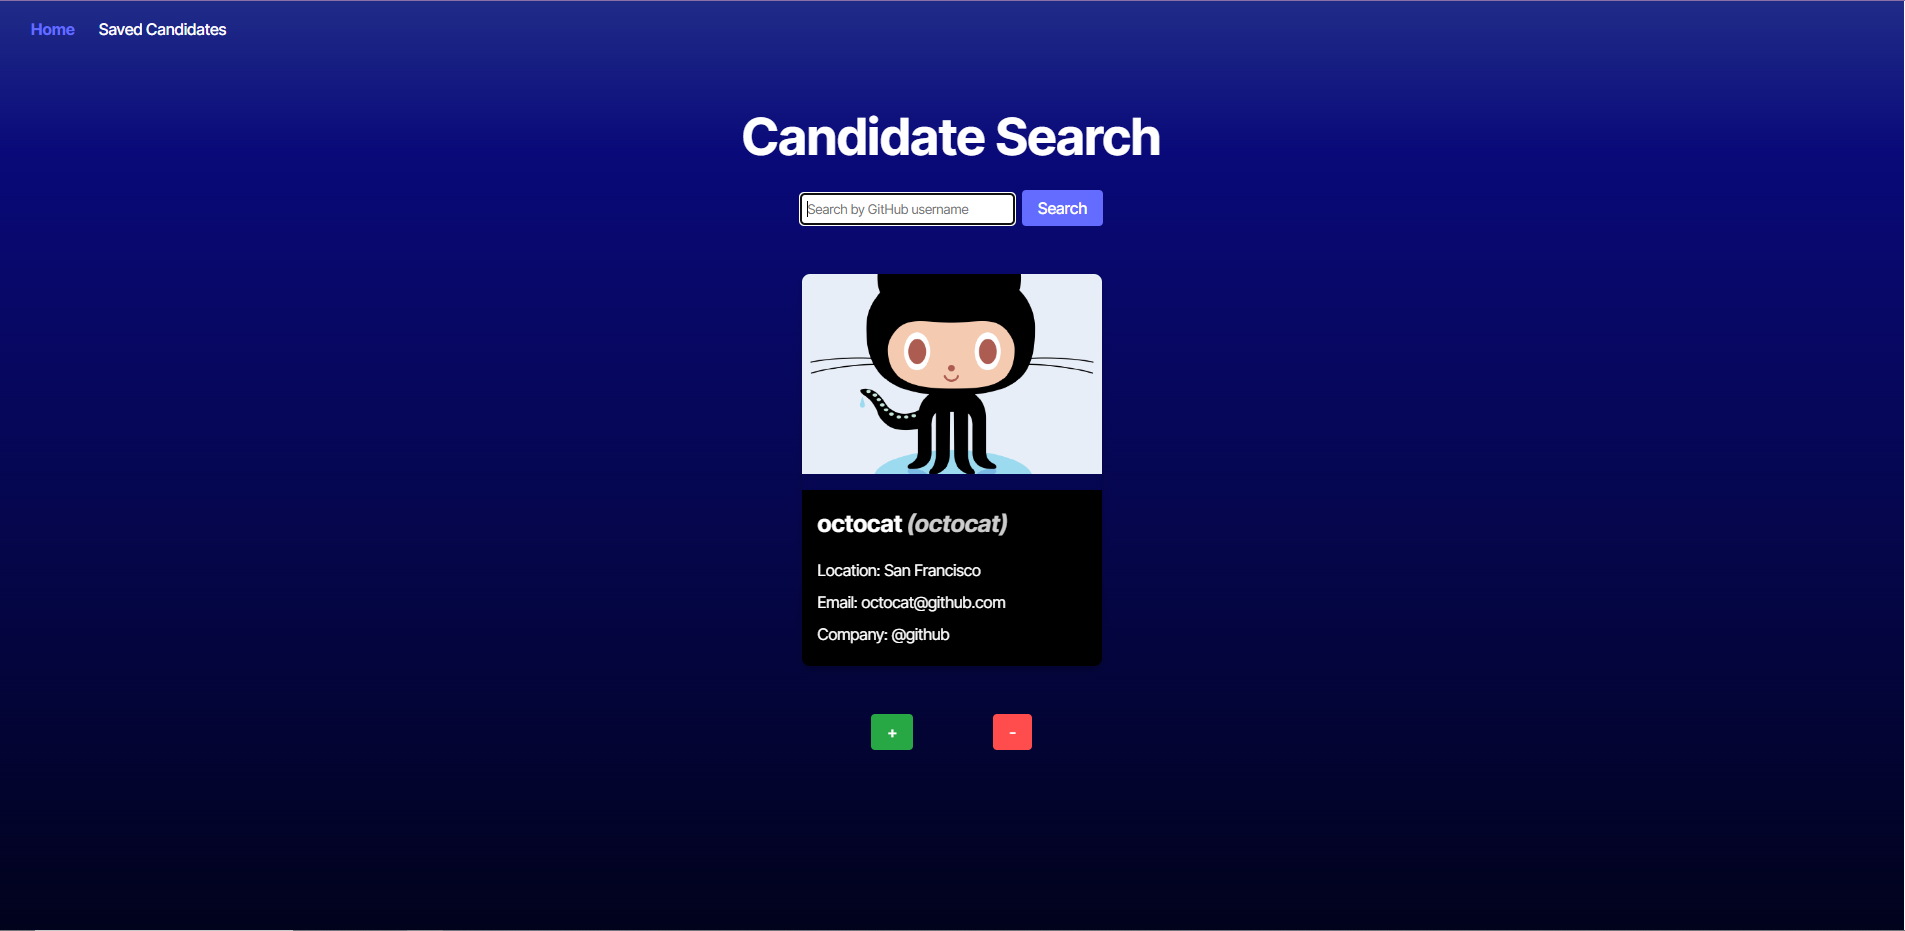 Home Saved Candidates
Candidate Search
Search by GitHub username Search
octocat (octocat)
Location: San Francisco
Email: octocat@github.com
Company: @github
+ -